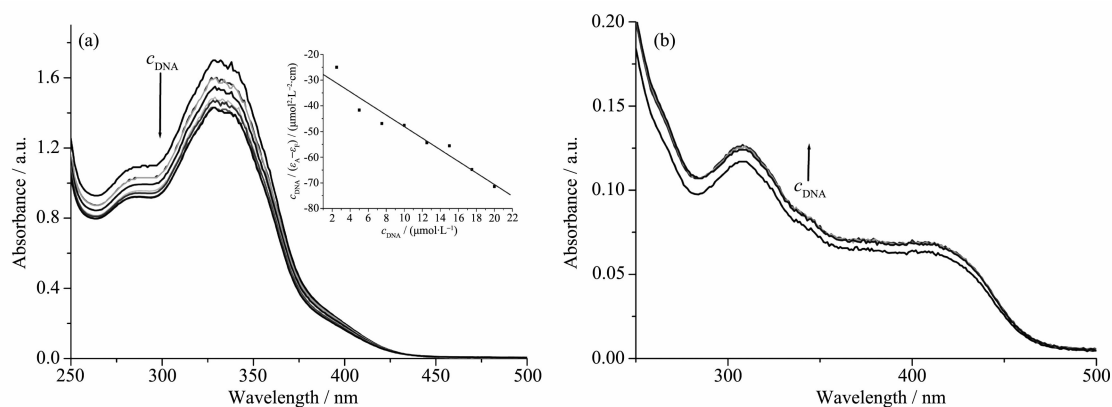 (a)
c_DNA
Absorbance / a.u.
1.6
1.2
0.8
0.4
0.0
250
300
350
400
450
500
Wavelength / nm
c_DNA / (ε_A−ε_F) / (μmol²·L⁻²·cm)
-20
-30
-40
-50
-60
-70
-80
2 4 6 8 10 12 14 16 18 20 22
c_DNA / (μmol·L⁻¹)
(b)
c_DNA
Absorbance / a.u.
0.20
0.15
0.10
0.05
0.00
300
400
500
Wavelength / nm